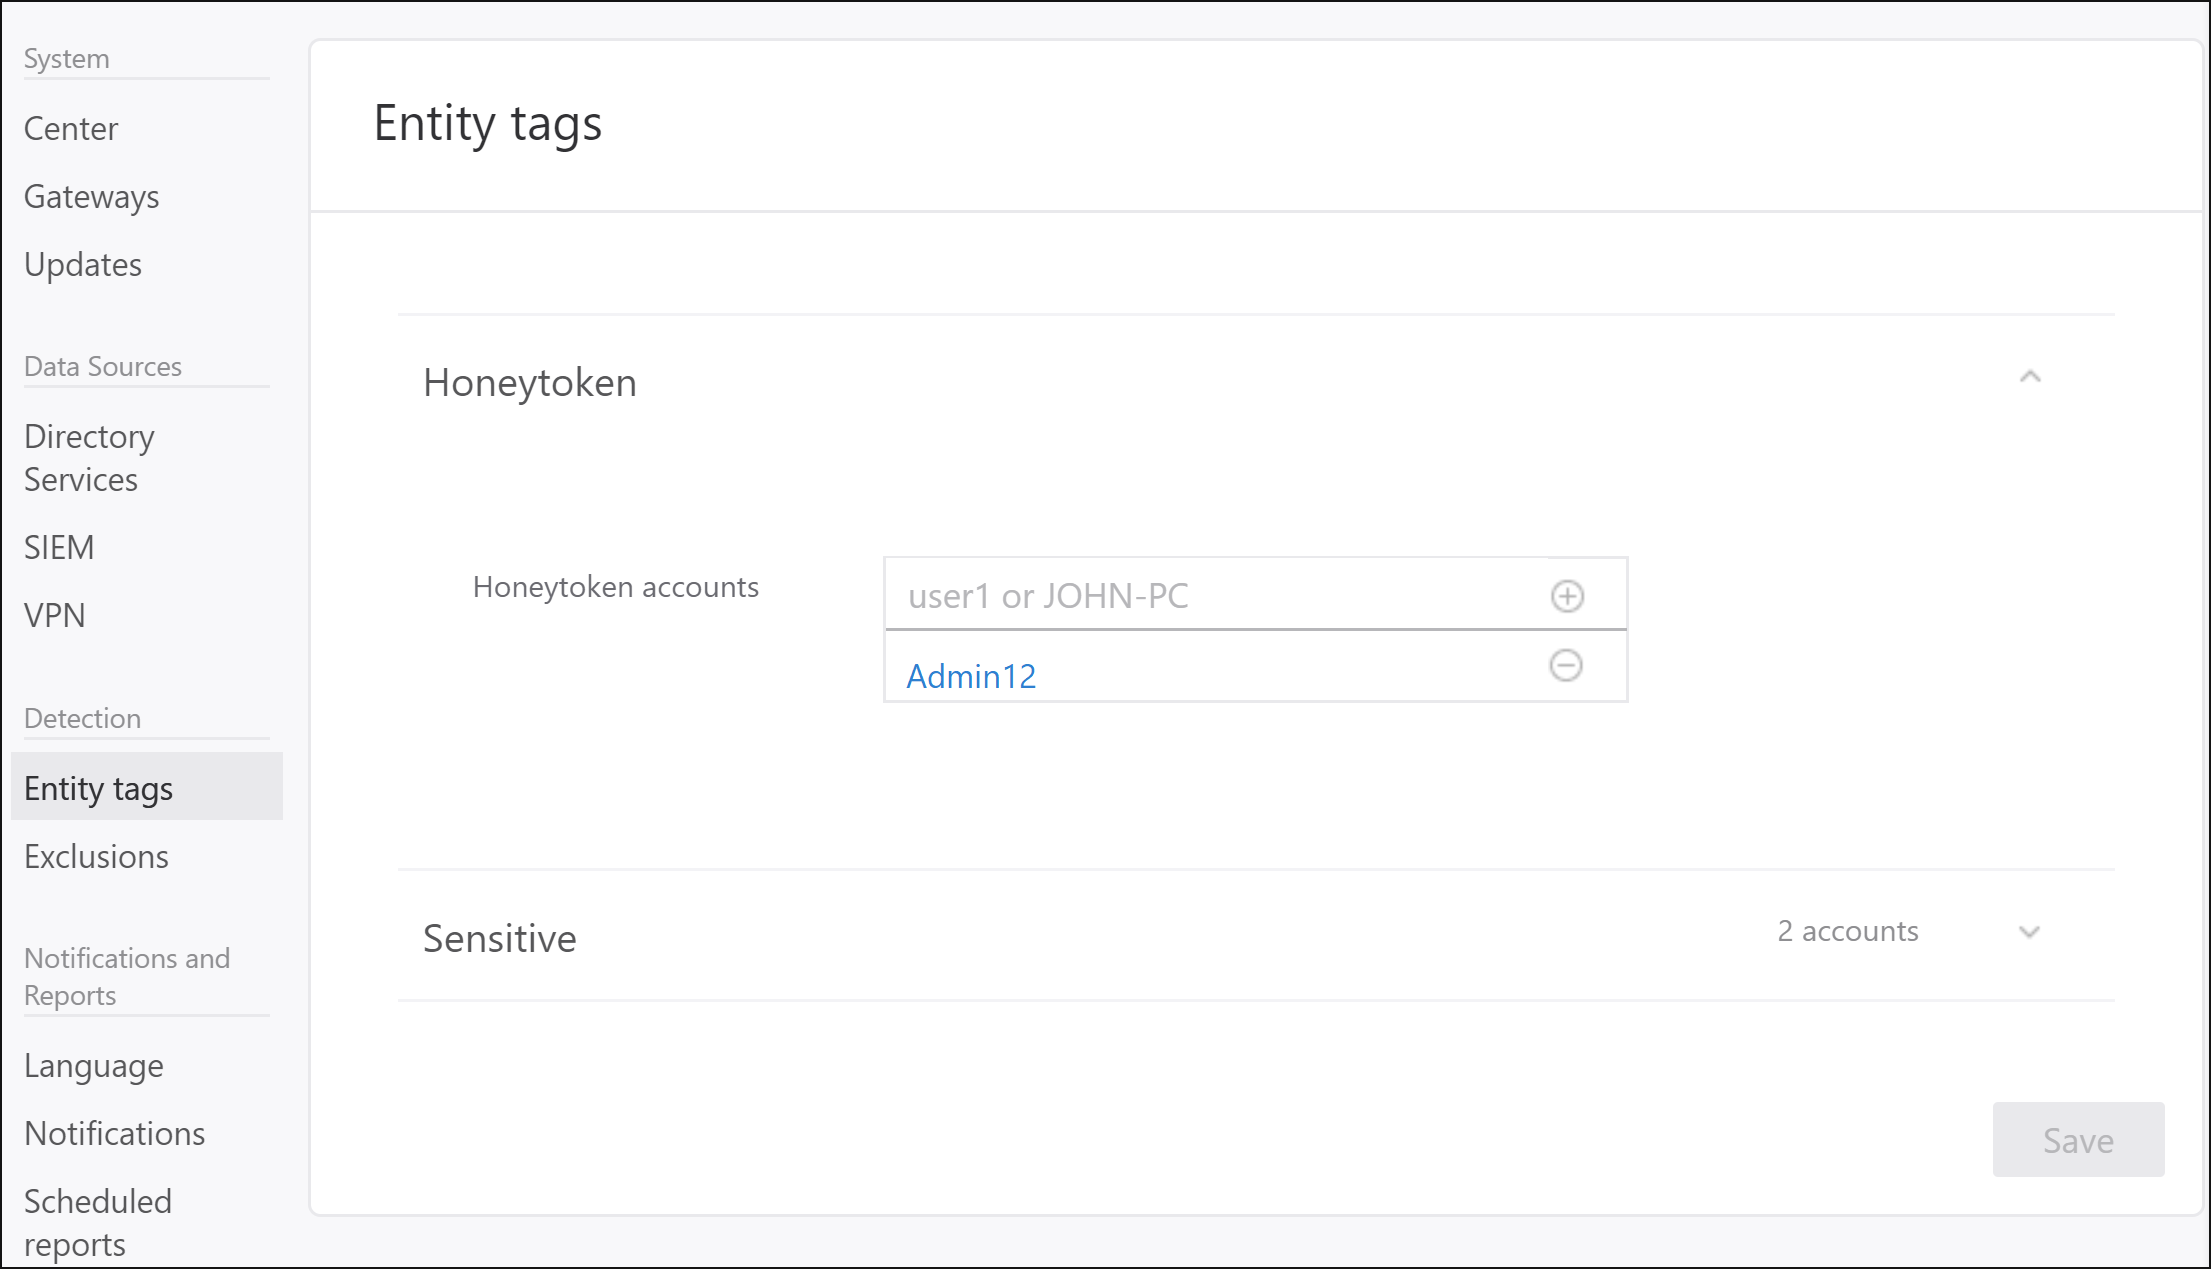 System
Center
Gateways
Updates
Data Sources
Directory
Services
SIEM
VPN
Detection
Entity tags
Exclusions
Notifications and
Reports
Language
Notifications
Scheduled
reports
Entity tags
Honeytoken
Honeytoken accounts
user1 or JOHN-PC
Admin12
Sensitive
2 accounts
Save